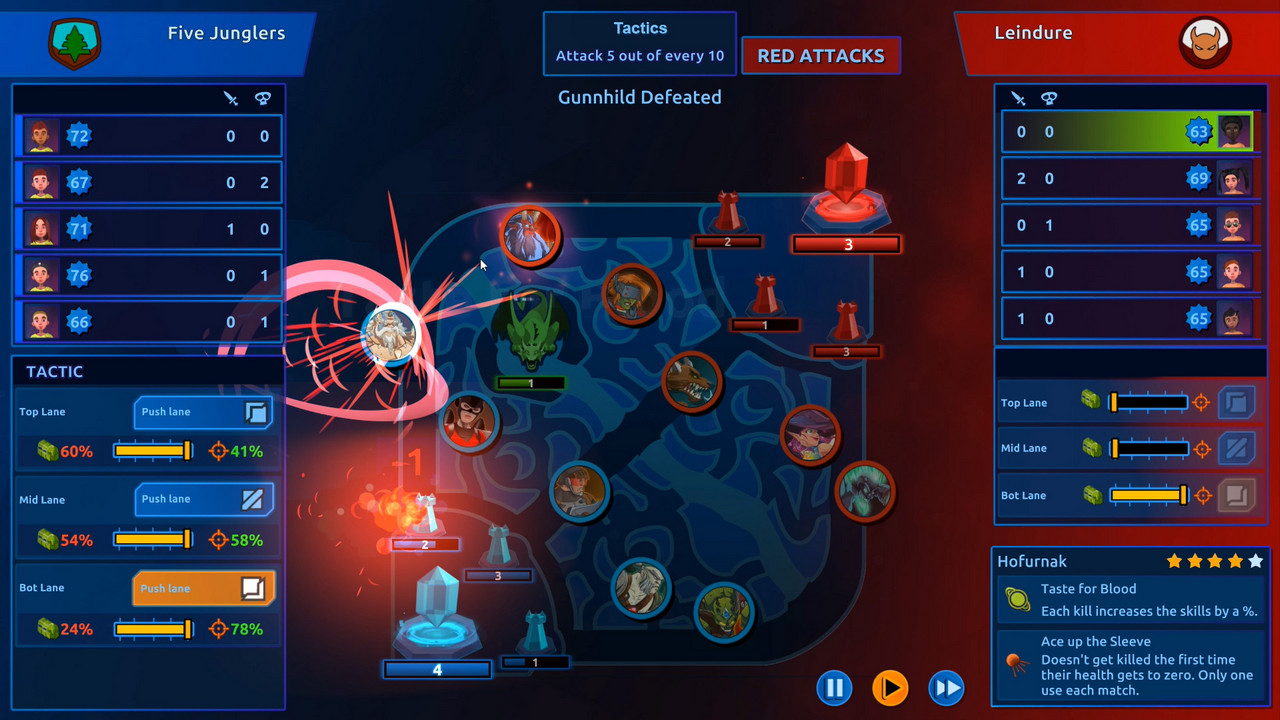 Five Junglers
Tactics
Attack 5 out of every 10
RED ATTACKS
Leindure
Gunnhild Defeated
72 0 0
67 0 2
71 1 0
76 0 1
66 0 1
0 0 63
2 0 69
0 1 65
1 0 65
1 0 65
TACTIC
Top Lane Push lane
60% 41%
Mid Lane Push lane
54% 58%
Bot Lane Push lane
24% 78%
2
3
1
3
1
-1
2
3
4
1
Top Lane
Mid Lane
Bot Lane
Hofurnak
Taste for Blood
Each kill increases the skills by a %.
Ace up the Sleeve
Doesn't get killed the first time
their health gets to zero. Only one
use each match.